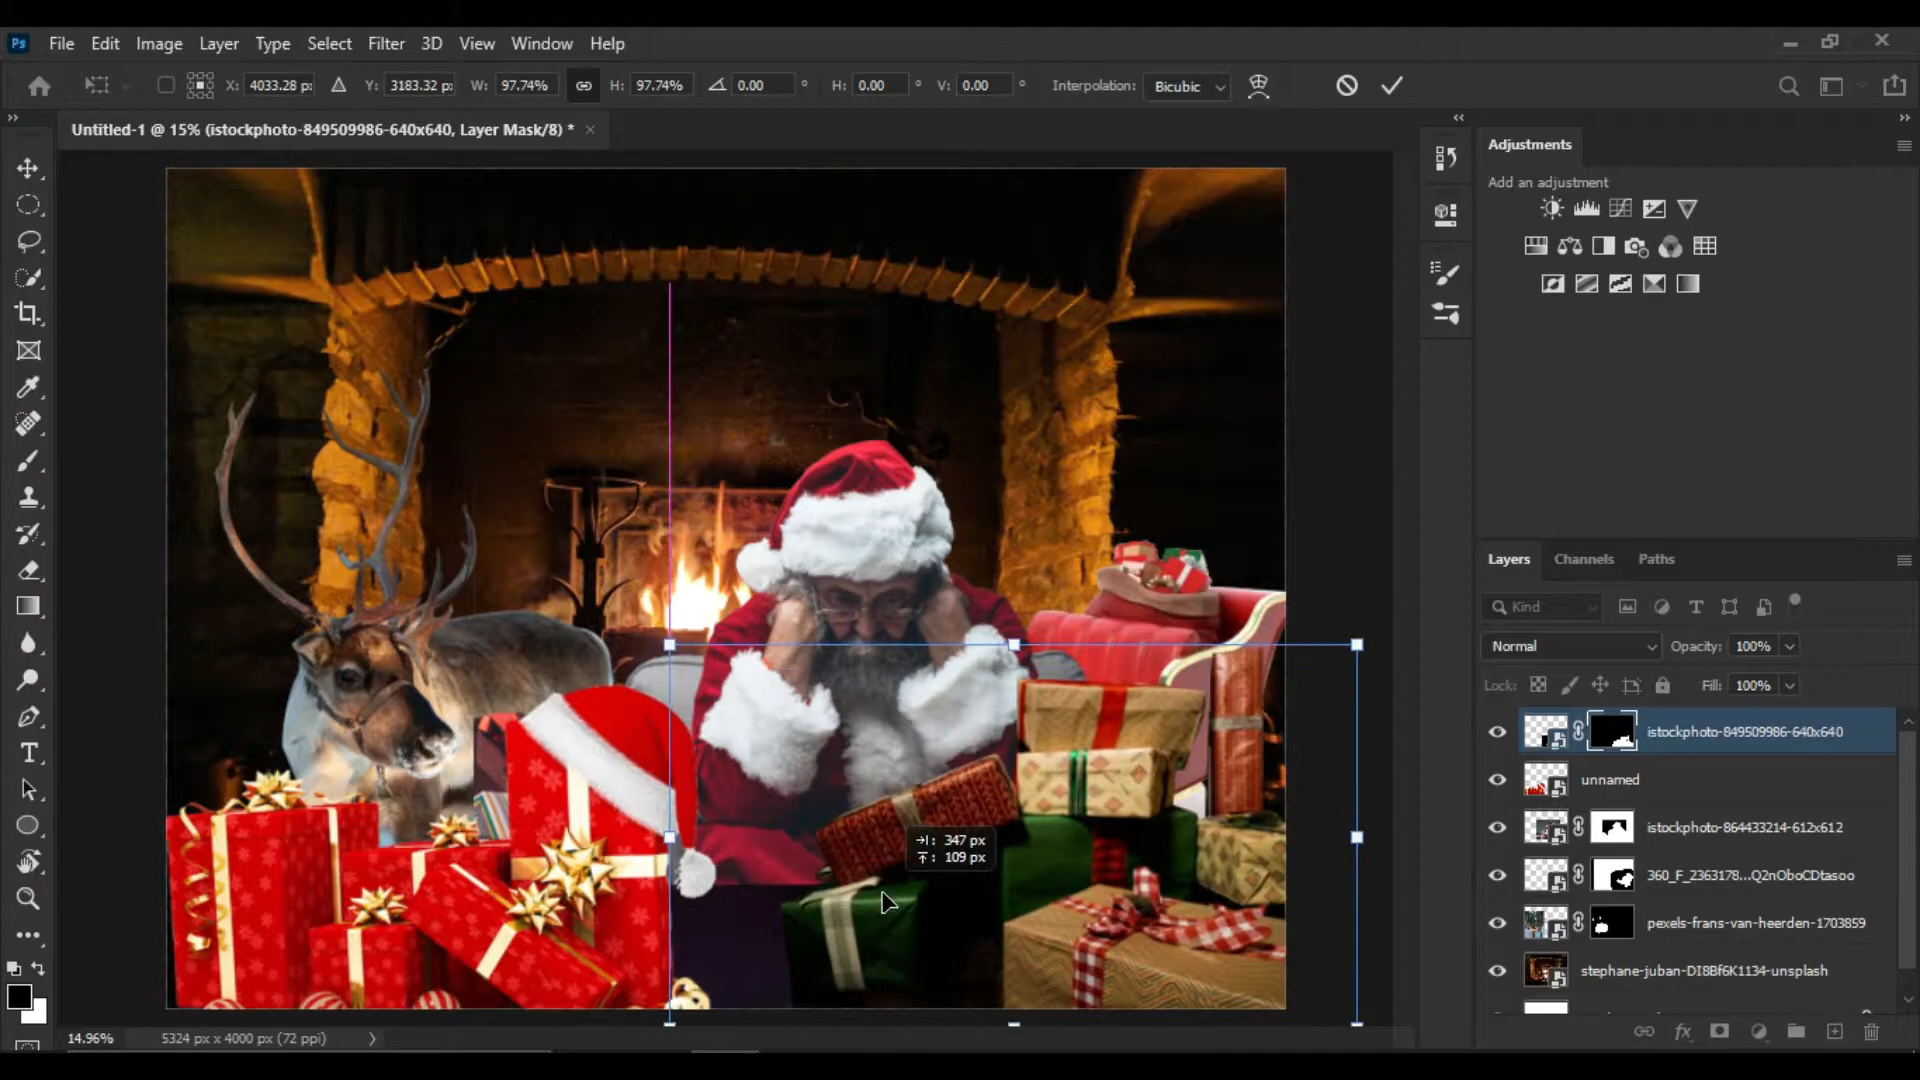 Ps File Edit Image Layer Type Select Filter 3D View Window Help
X: 4033.28 p: Y: 3183.32 p: W: 97.74% H: 97.74% 0.00 ° H: 0.00 ° V: 0.00 ° Interpolation: Bicubic
Untitled-1 @ 15% (istockphoto-849509986-640x640, Layer Mask/8) * ×
Adjustments
Add an adjustment
Layers Channels Paths
Kind
Normal Opacity: 100%
Lock: Fill: 100%
istockphoto-849509986-640x640
unnamed
istockphoto-864433214-612x612
360_F_2363178...Q2nOboCDtasoo
pexels-frans-van-heerden-1703859
stephane-juban-DI8Bf6K1134-unsplash
: 347 px
: 109 px
14.96% 5324 px x 4000 px (72 ppi)
fx